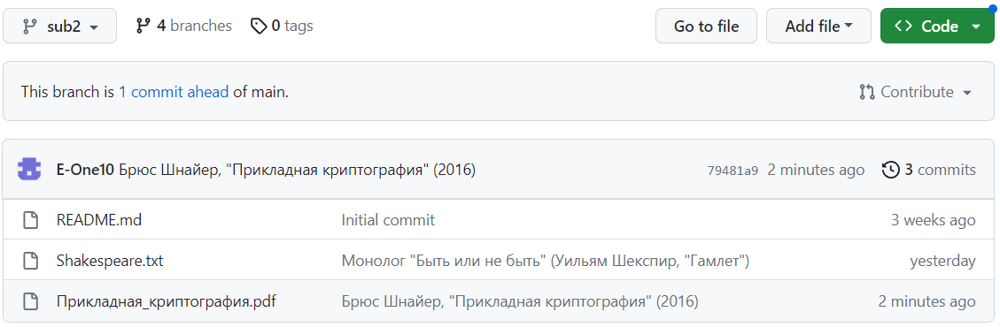 sub2 4 branches 0 tags Go to file Add file Code
This branch is 1 commit ahead of main. Contribute
E-One10 Брюс Шнайер, "Прикладная криптография" (2016) 79481a9 2 minutes ago 3 commits
README.md Initial commit 3 weeks ago
Shakespeare.txt Монолог "Быть или не быть" (Уильям Шекспир, "Гамлет") yesterday
Прикладная_криптография.pdf Брюс Шнайер, "Прикладная криптография" (2016) 2 minutes ago